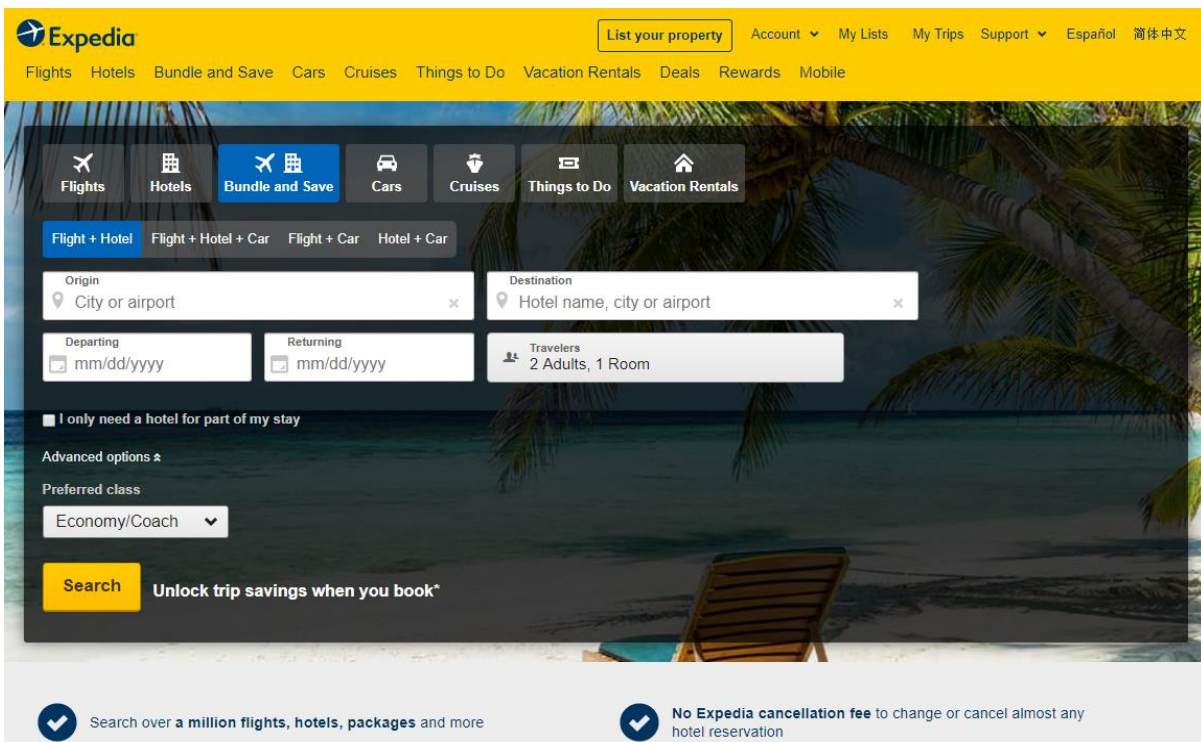 Expedia
List your property Account My Lists My Trips Support Español 简体中文
Flights Hotels Bundle and Save Cars Cruises Things to Do Vacation Rentals Deals Rewards Mobile
Flights Hotels Bundle and Save Cars Cruises Things to Do Vacation Rentals
Flight + Hotel Flight + Hotel + Car Flight + Car Hotel + Car
Origin Destination
City or airport Hotel name, city or airport
Departing Returning Travelers
mm/dd/yyyy mm/dd/yyyy 2 Adults, 1 Room
I only need a hotel for part of my stay
Advanced options
Preferred class
Economy/Coach
Search Unlock trip savings when you book*
Search over a million flights, hotels, packages and more
No Expedia cancellation fee to change or cancel almost any
hotel reservation